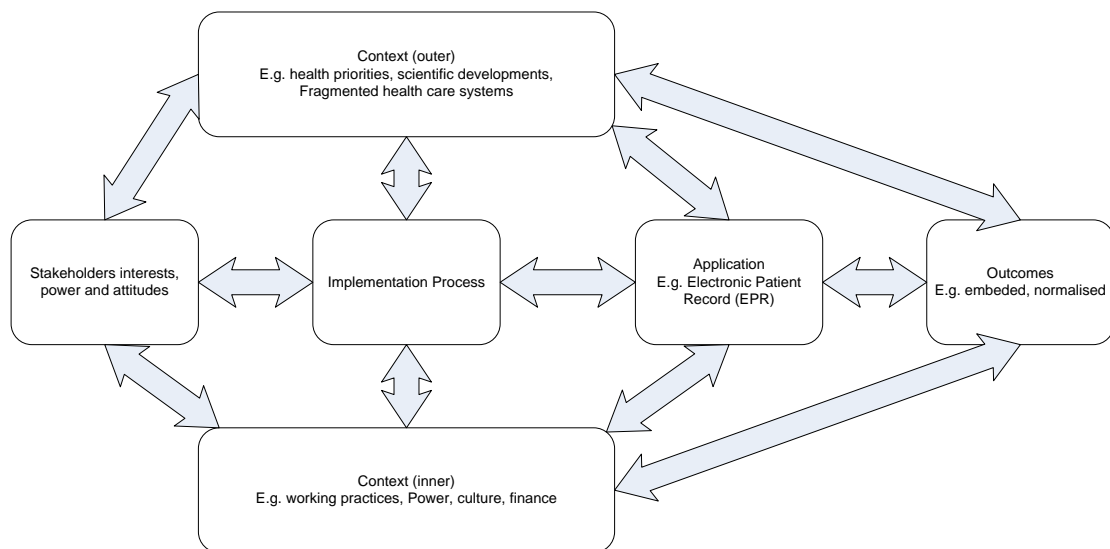 Context (outer)
E.g. health priorities, scientific developments,
Fragmented health care systems
Stakeholders interests,
power and attitudes
Implementation Process
Application
E.g. Electronic Patient
Record (EPR)
Outcomes
E.g. embeded, normalised
Context (inner)
E.g. working practices, Power, culture, finance